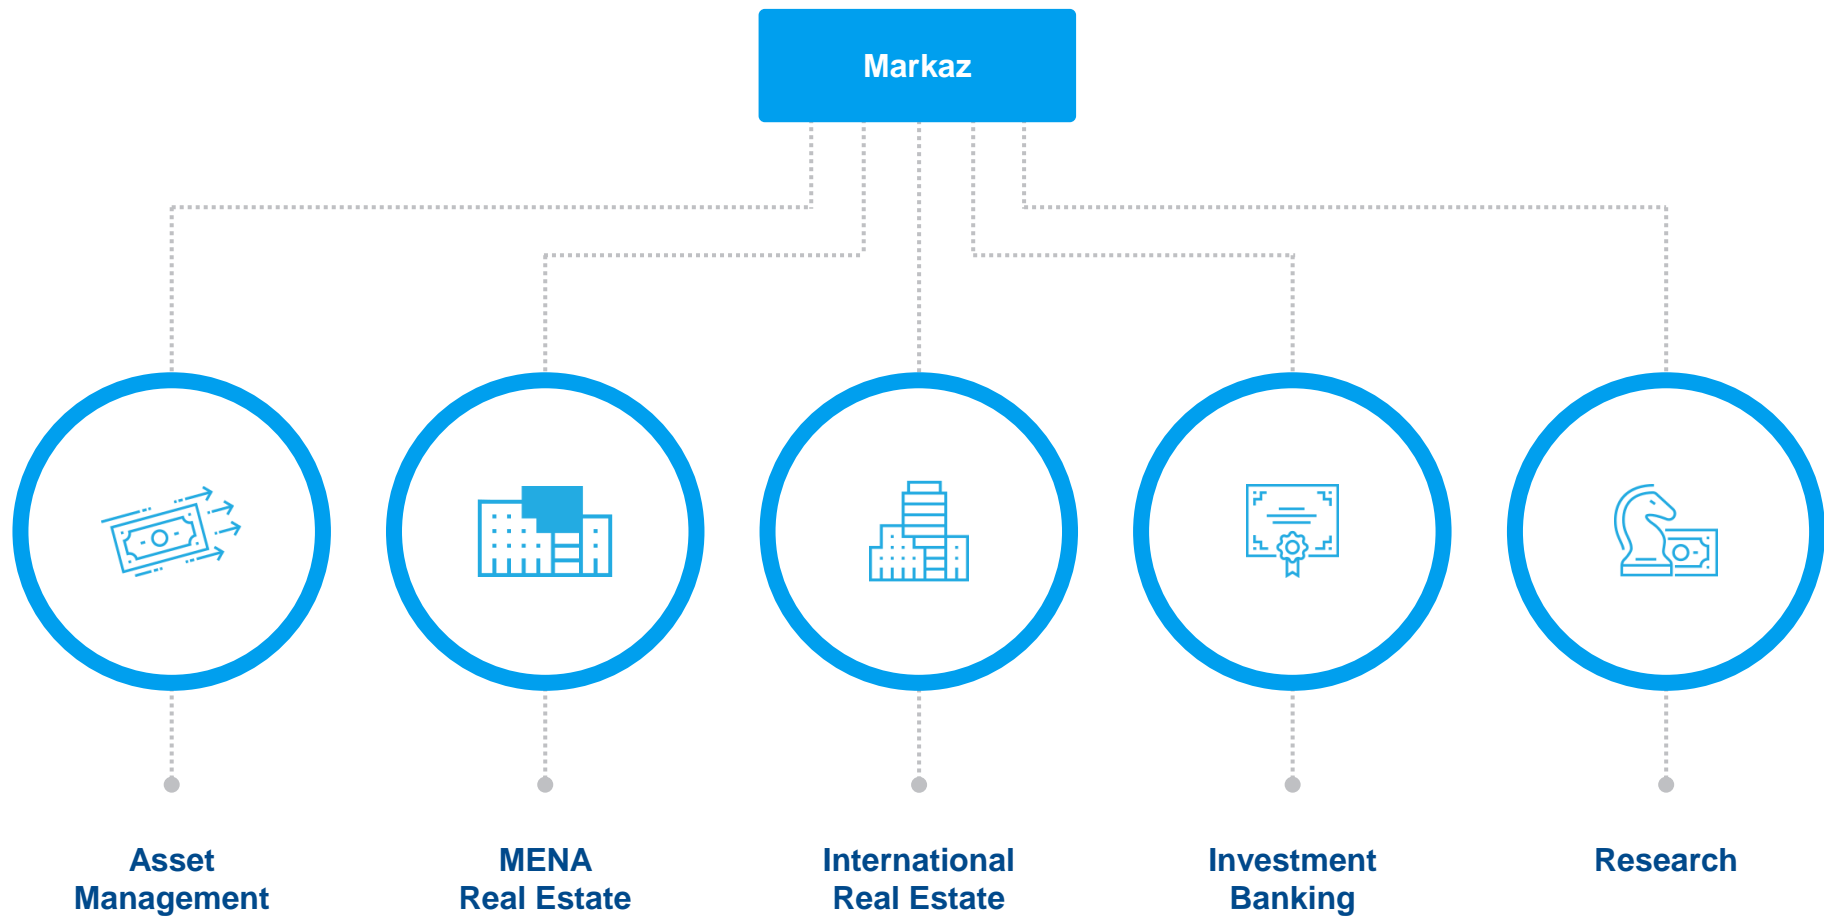 Markaz
Asset
Management
MENA
Real Estate
International
Real Estate
Investment
Banking
Research